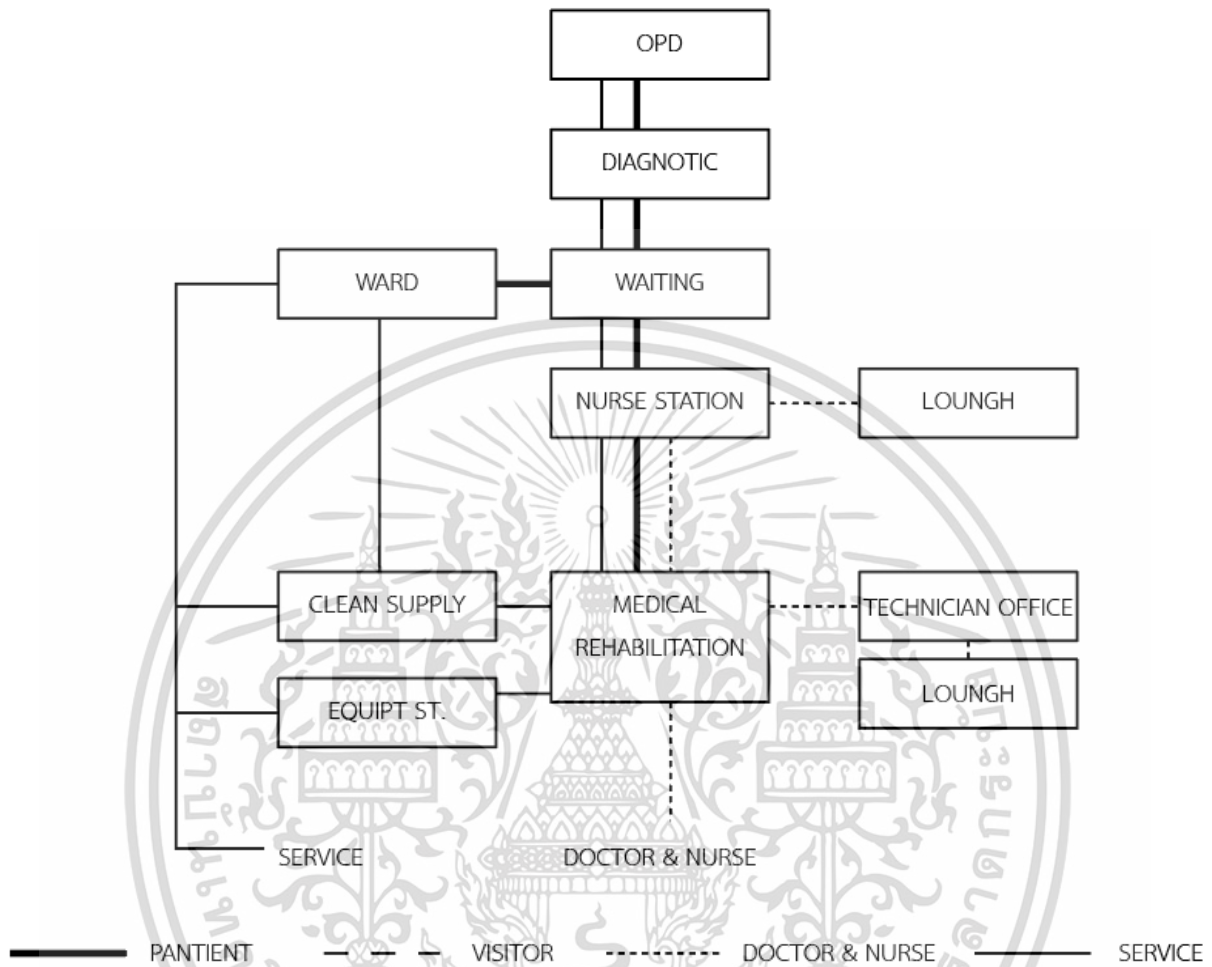 OPD
DIAGNOTIC
WARD
WAITING
NURSE STATION
LOUNGH
CLEAN SUPPLY
MEDICAL
REHABILITATION
TECHNICIAN OFFICE
LOUNGH
EQUIPT ST.
SERVICE
DOCTOR & NURSE
PANTIENT
VISITOR
DOCTOR & NURSE
SERVICE